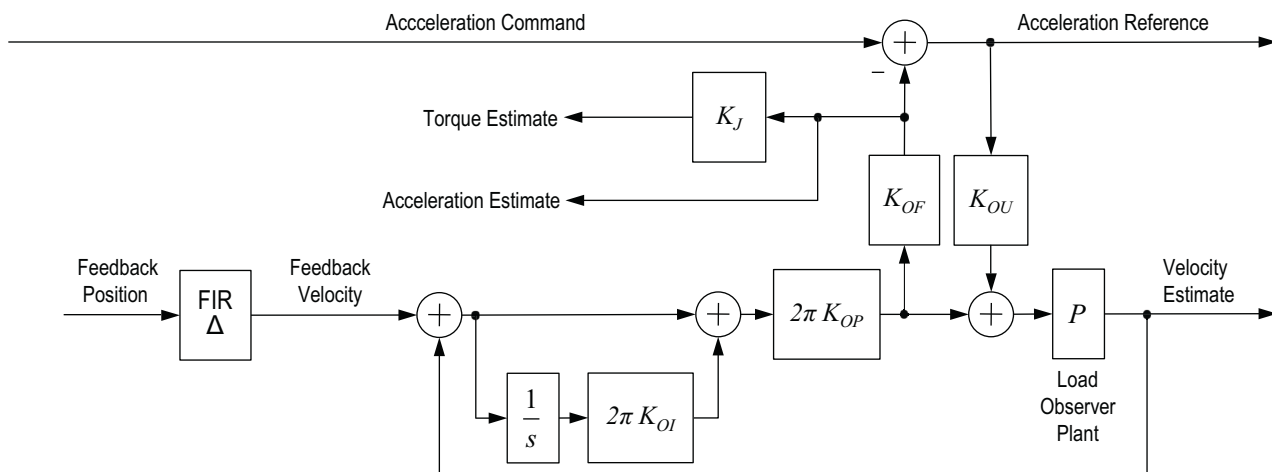 Acceleration Command
Acceleration Reference
+
−
Torque Estimate
K_J
Acceleration Estimate
K_OF
K_OU
Feedback
Position
FIR
Δ
Feedback
Velocity
+
+
2π K_OP
+
P
Velocity
Estimate
1
s
2π K_OI
Load
Observer
Plant